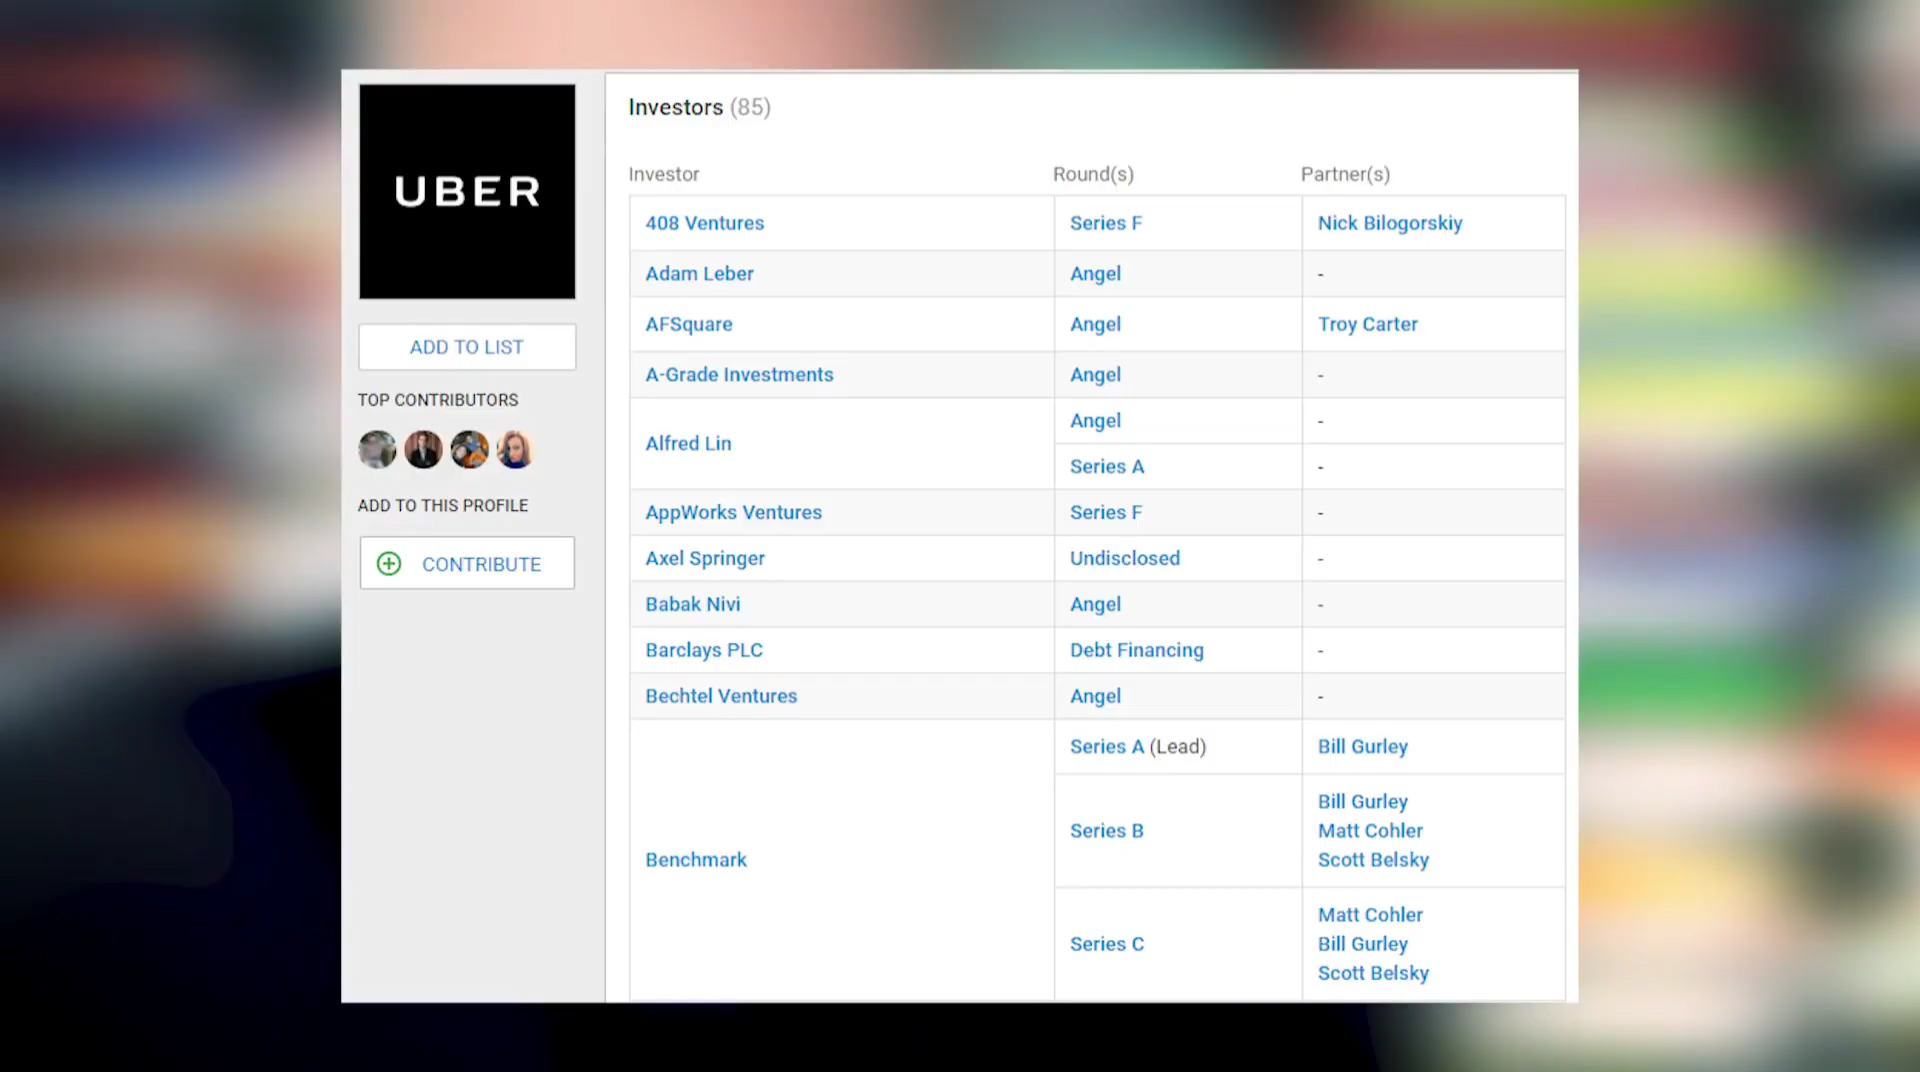 UBER
ADD TO LIST
TOP CONTRIBUTORS
ADD TO THIS PROFILE
CONTRIBUTE
Investors (85)
Investor Round(s) Partner(s)
408 Ventures Series F Nick Bilogorskiy
Adam Leber Angel -
AFSquare Angel Troy Carter
A-Grade Investments Angel -
Alfred Lin
Angel -
Series A -
AppWorks Ventures Series F -
Axel Springer Undisclosed -
Babak Nivi Angel -
Barclays PLC Debt Financing -
Bechtel Ventures Angel -
Benchmark
Series A (Lead) Bill Gurley
Series B
Bill Gurley
Matt Cohler
Scott Belsky
Series C
Matt Cohler
Bill Gurley
Scott Belsky